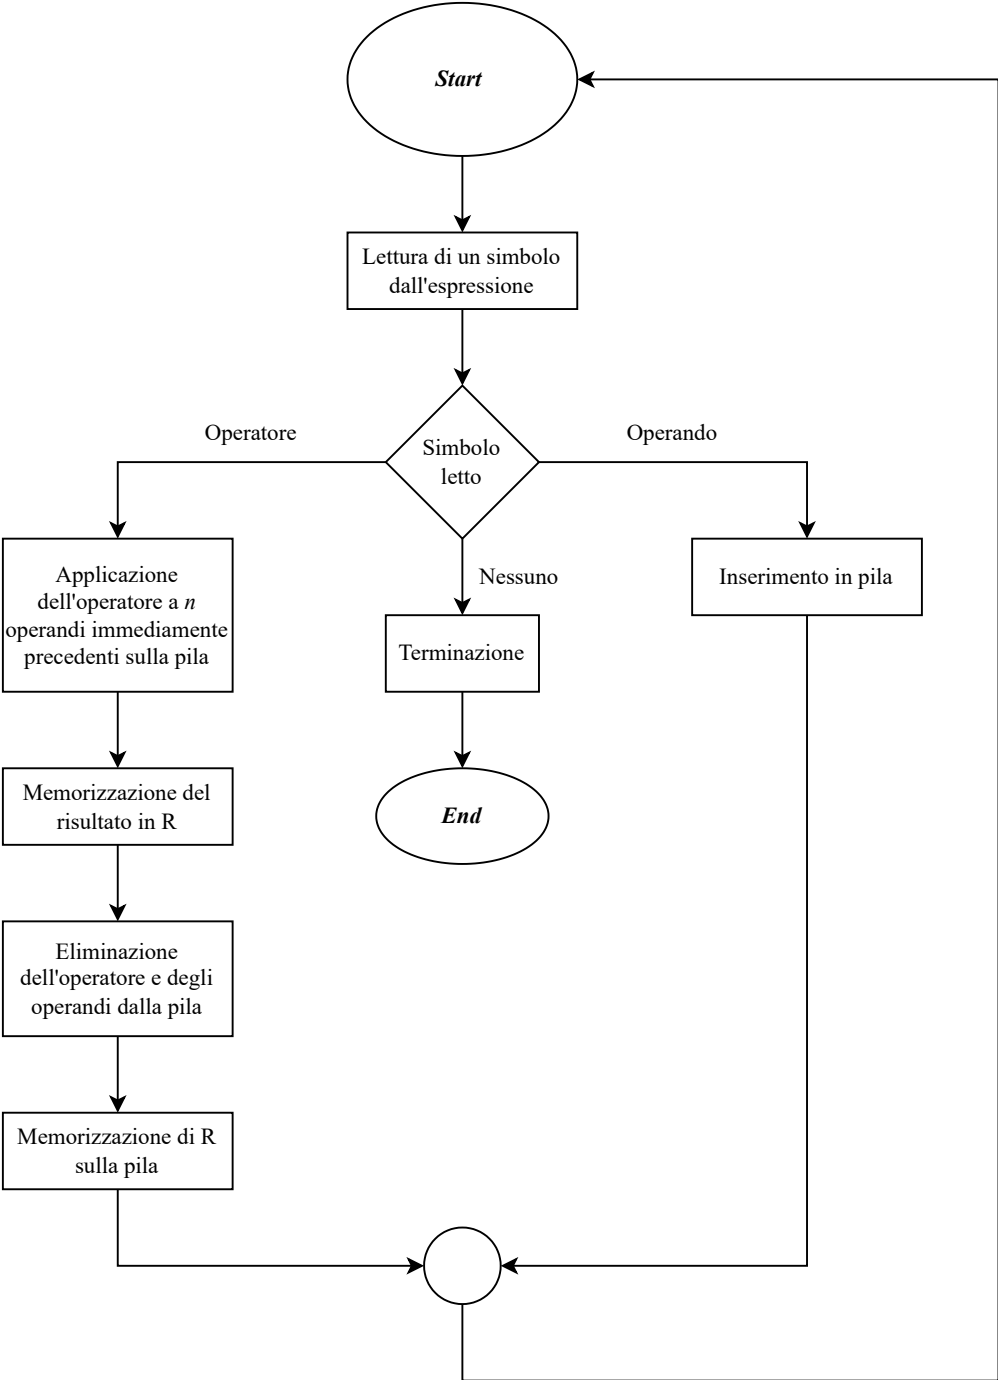 Start
Lettura di un simbolo
dall'espressione
Operatore
Simbolo
letto
Operando
Applicazione
dell'operatore a n
operandi immediamente
precedenti sulla pila
Nessuno
Terminazione
Inserimento in pila
Memorizzazione del
risultato in R
End
Eliminazione
dell'operatore e degli
operandi dalla pila
Memorizzazione di R
sulla pila